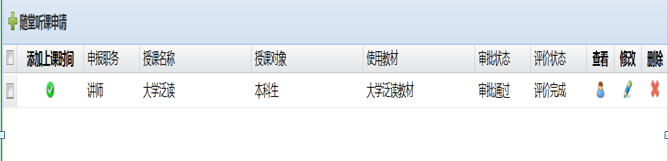 随堂听课申请
添加上课时间 申报职务 授课名称 授课对象 使用教材 审批状态 评价状态 查看 修改 删除
讲师 大学泛读 本科生 大学泛读教材 审批通过 评价完成